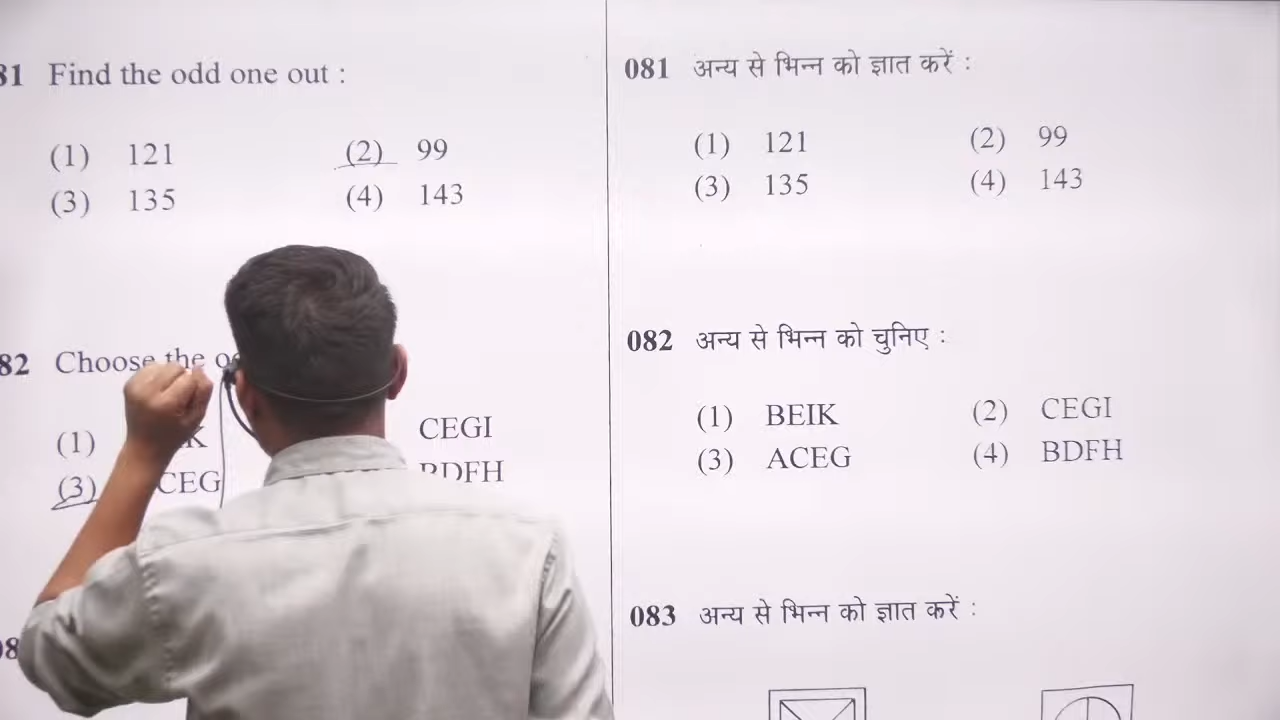 81 Find the odd one out :
(1) 121 (2) 99
(3) 135 (4) 143
82 Choose the
(1) (2) CEGI
(3) CEG BDFH
081 अन्य से भिन्न को ज्ञात करें :
(1) 121 (2) 99
(3) 135 (4) 143
082 अन्य से भिन्न को चुनिए :
(1) BEIK (2) CEGI
(3) ACEG (4) BDFH
083 अन्य से भिन्न को ज्ञात करें :